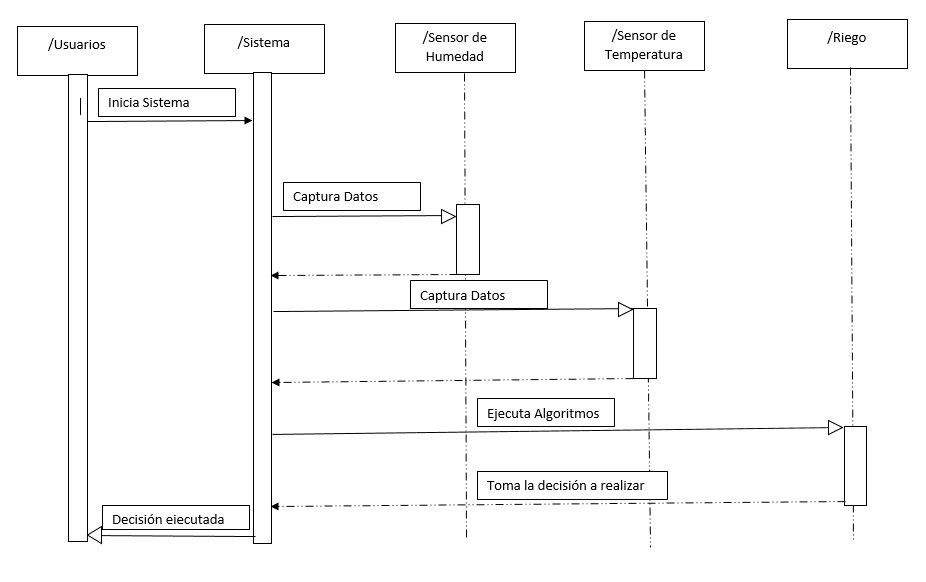 /Usuarios
/Sistema
/Sensor de
Humedad
/Sensor de
Temperatura
/Riego
Inicia Sistema
Captura Datos
Captura Datos
Ejecuta Algoritmos
Toma la decisión a realizar
Decisión ejecutada